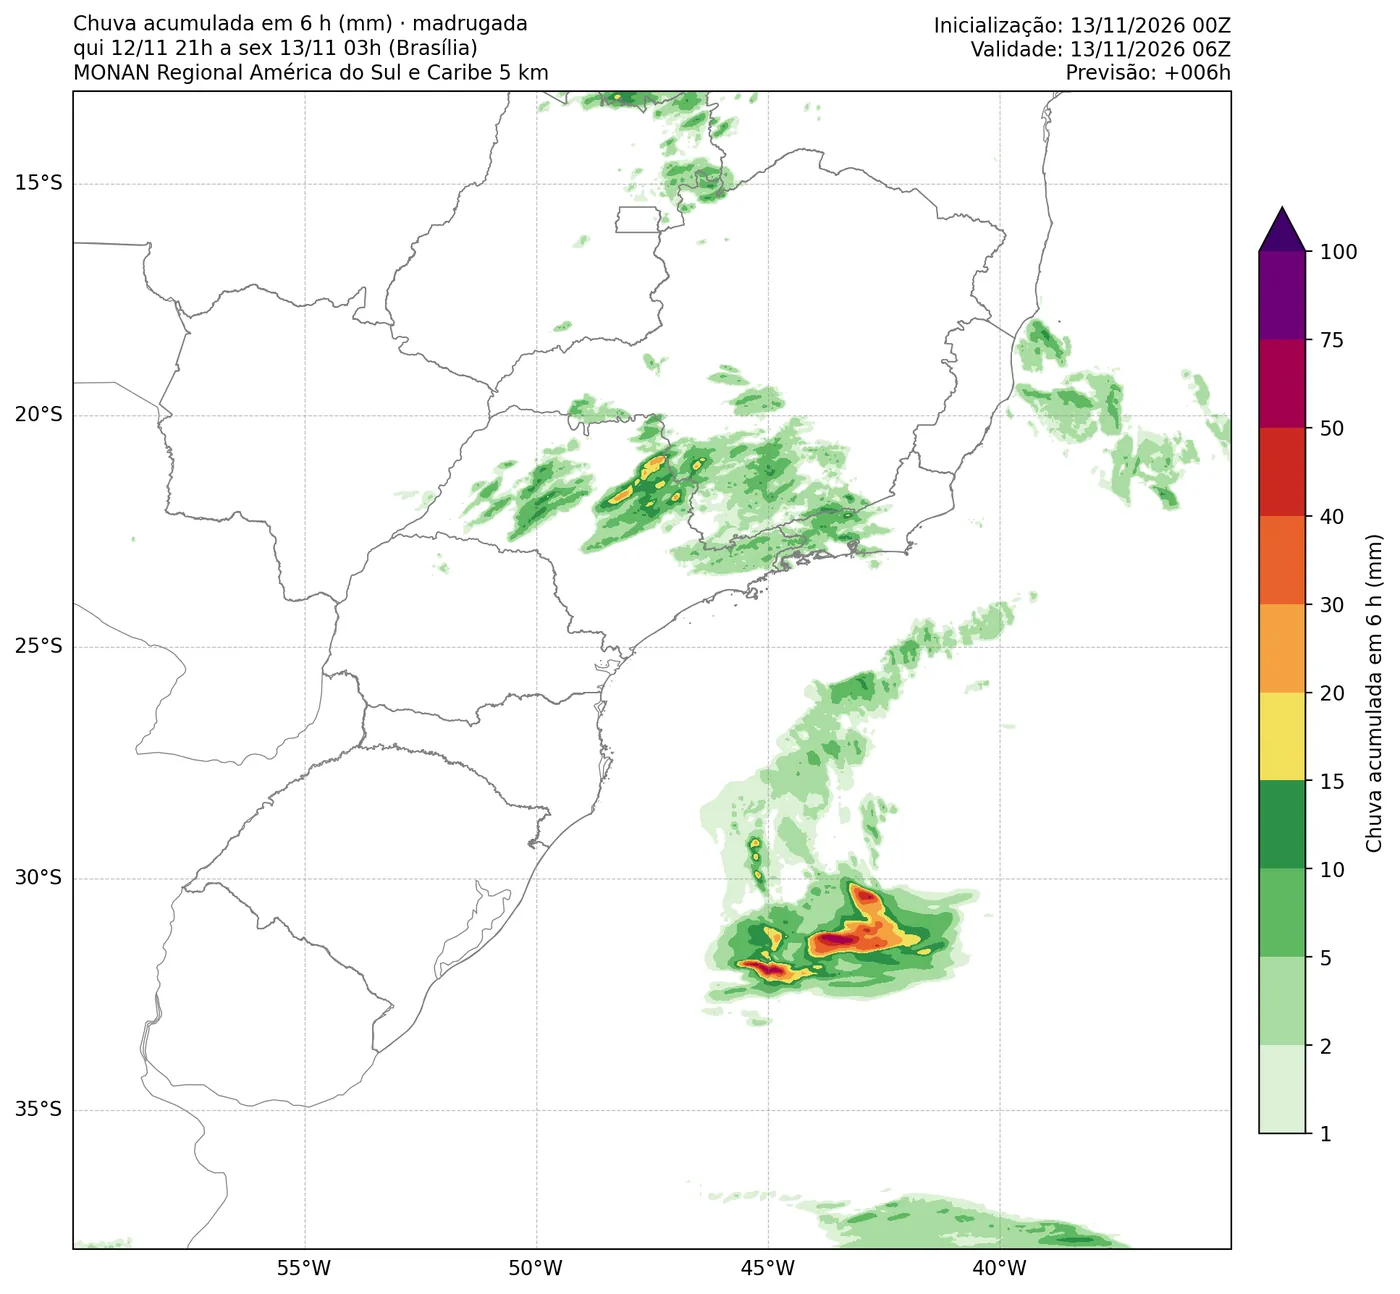 Chuva acumulada em 6 h (mm) · madrugada
qui 12/11 21h a sex 13/11 03h (Brasília)
MONAN Regional América do Sul e Caribe 5 km
Inicialização: 13/11/2026 00Z
Validade: 13/11/2026 06Z
Previsão: +006h
15°S
20°S
25°S
30°S
35°S
55°W
50°W
45°W
40°W
100
75
50
40
30
20
15
10
5
2
1
Chuva acumulada em 6 h (mm)